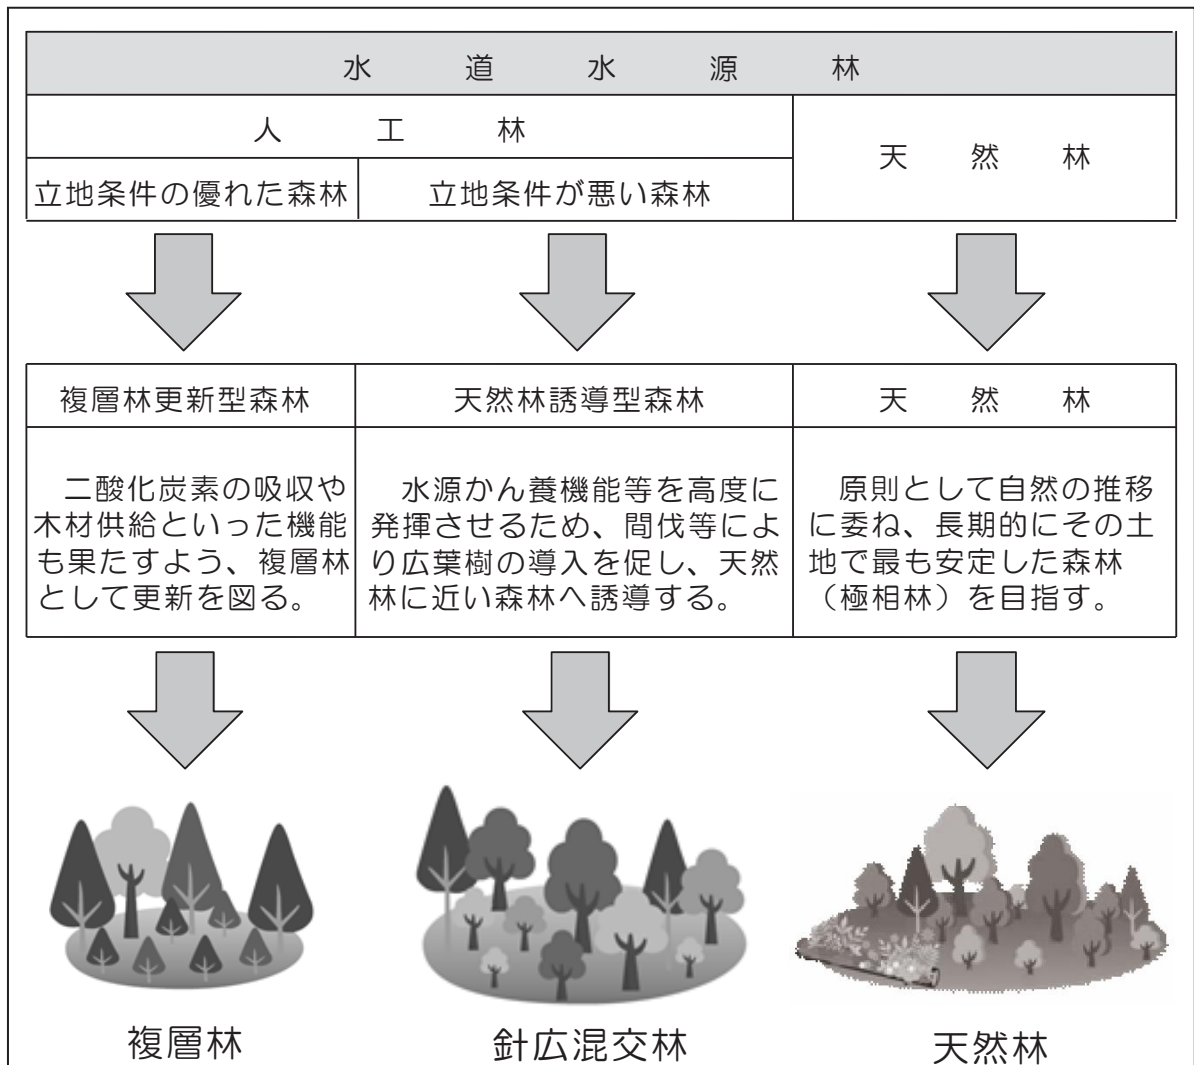 水道水源林
人工林
天然林
立地条件の優れた森林
立地条件が悪い森林
複層林更新型森林
天然林誘導型森林
天然林
二酸化炭素の吸収や
木材供給といった機能
も果たすよう、複層林
として更新を図る。
水源かん養機能等を高度に
発揮させるため、間伐等によ
り広葉樹の導入を促し、天然
林に近い森林へ誘導する。
原則として自然の推移
に委ね、長期的にその土
地で最も安定した森林
（極相林）を目指す。
複層林
針広混交林
天然林